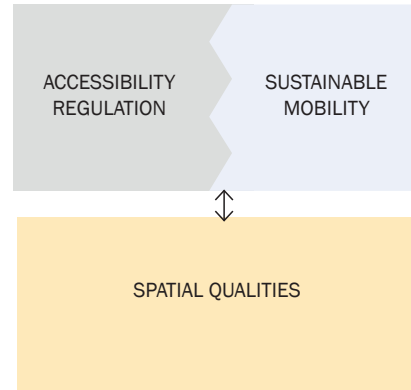 ACCESSIBILITY
REGULATION
SUSTAINABLE
MOBILITY
SPATIAL QUALITIES